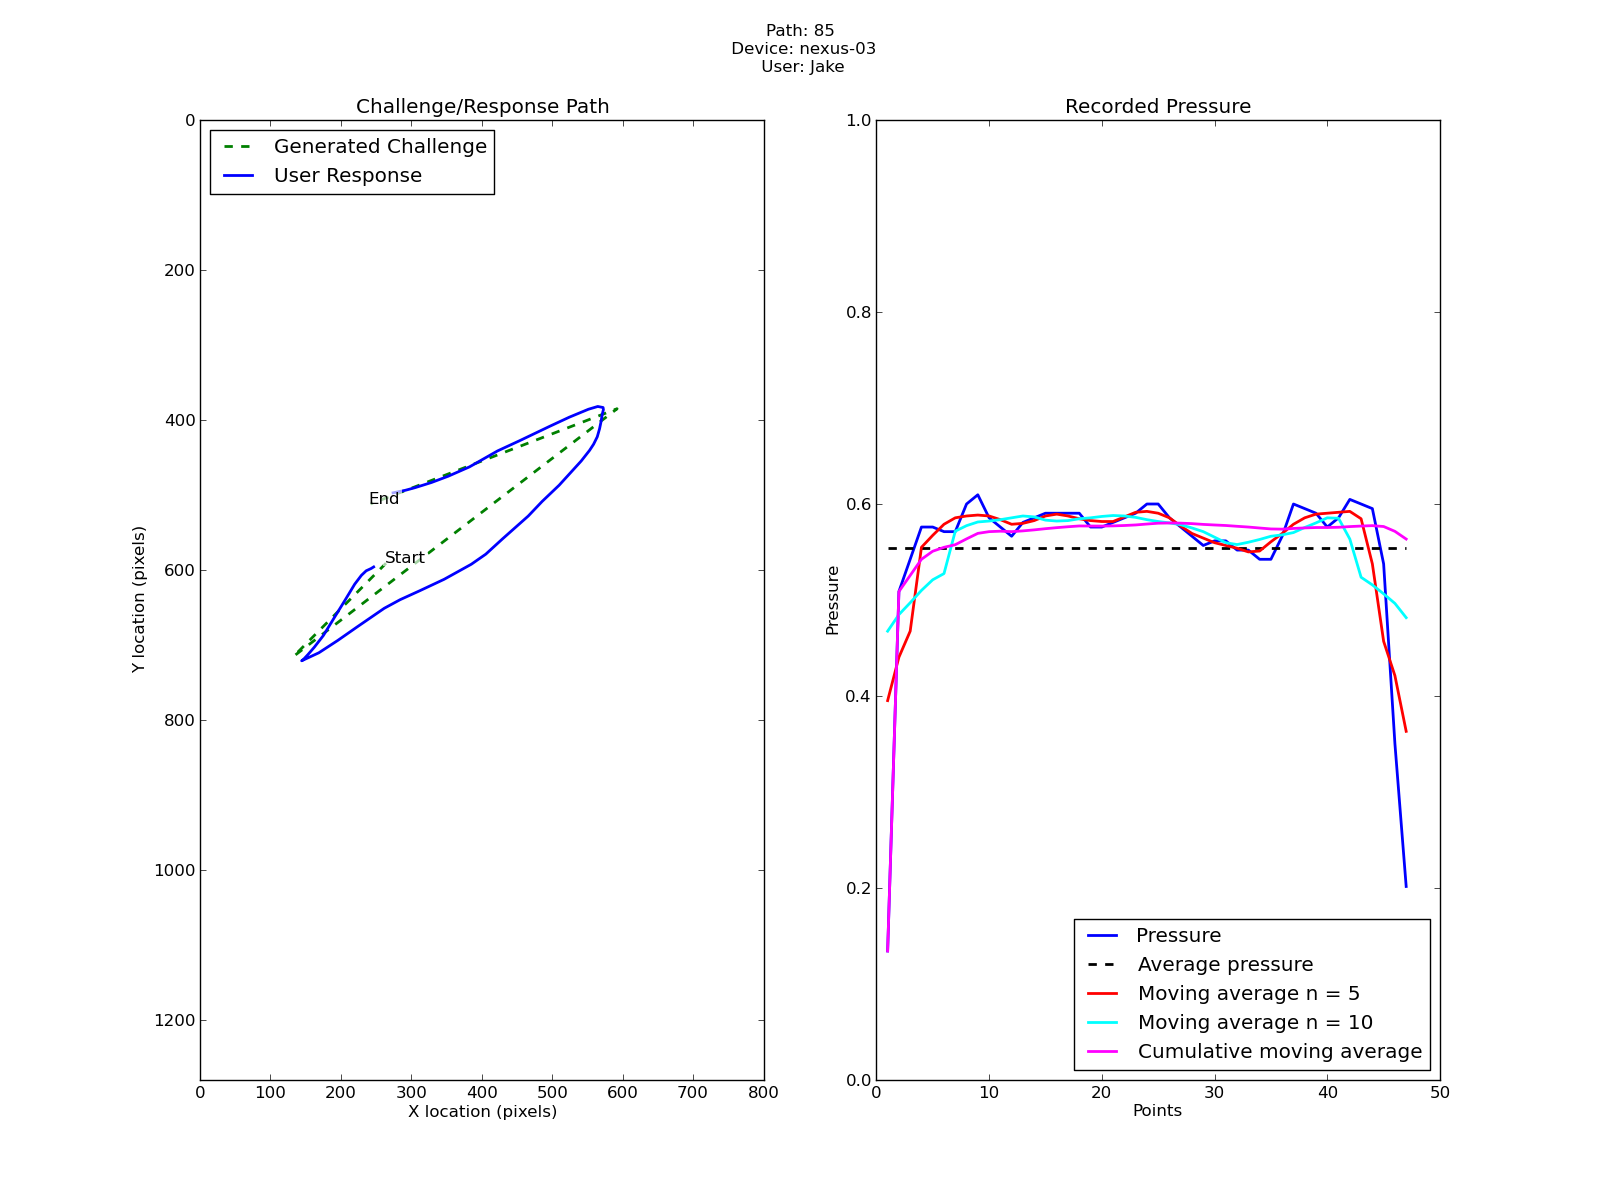 Path: 85
Device: nexus-03
User: Jake
Challenge/Response Path
Generated Challenge
User Response
0
200
400
600
800
1000
1200
Y location (pixels)
End
Start
0 100 200 300 400 500 600 700 800
X location (pixels)
Recorded Pressure
1.0
0.8
0.6
0.4
0.2
0.0
Pressure
Pressure
Average pressure
Moving average n = 5
Moving average n = 10
Cumulative moving average
0 10 20 30 40 50
Points